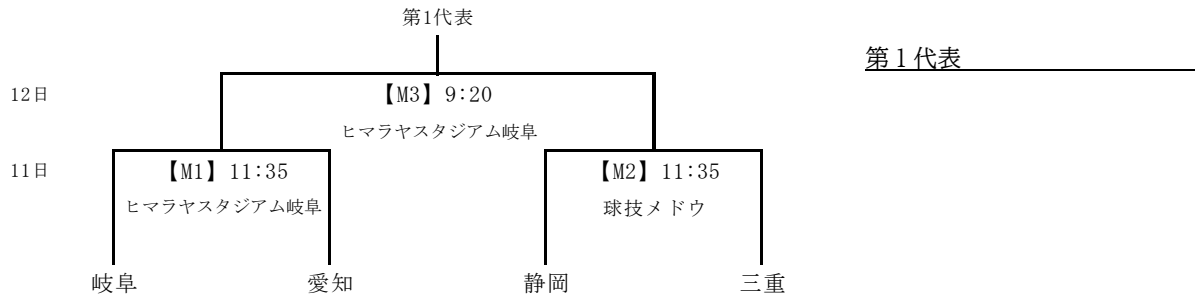 第1代表
第１代表
12日
【M3】9:20
ヒマラヤスタジアム岐阜
11日
【M1】11:35
【M2】11:35
ヒマラヤスタジアム岐阜
球技メドウ
岐阜
愛知
静岡
三重